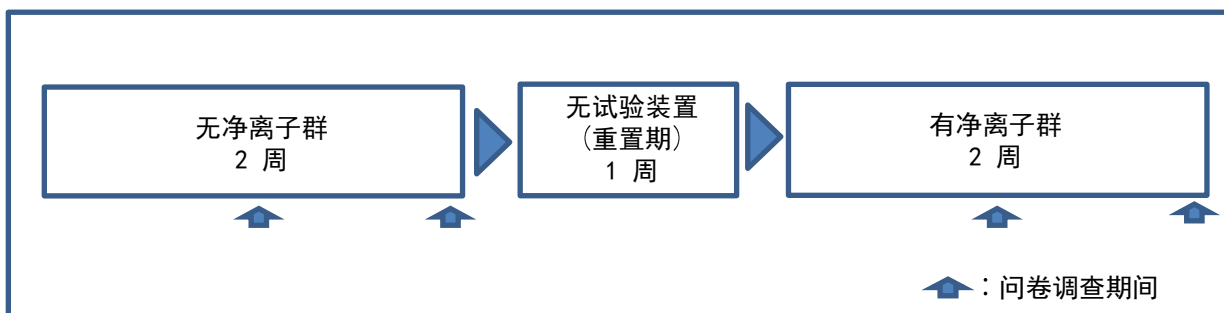 无净离子群
2 周
无试验装置
(重置期)
1 周
有净离子群
2 周
：问卷调查期间